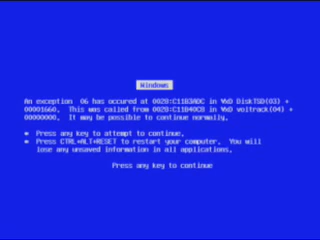 Windows
An exception 06 has occured at 0028:C11B3ADC in VxD DiskTSD(03) +
00001660. This was called from 0028:C11B40C8 in VxD voltrack(04) +
00000000. It may be possible to continue normally.
* Press any key to attempt to continue.
* Press CTRL+ALT+RESET to restart your computer. You will
lose any unsaved information in all applications.
Press any key to continue